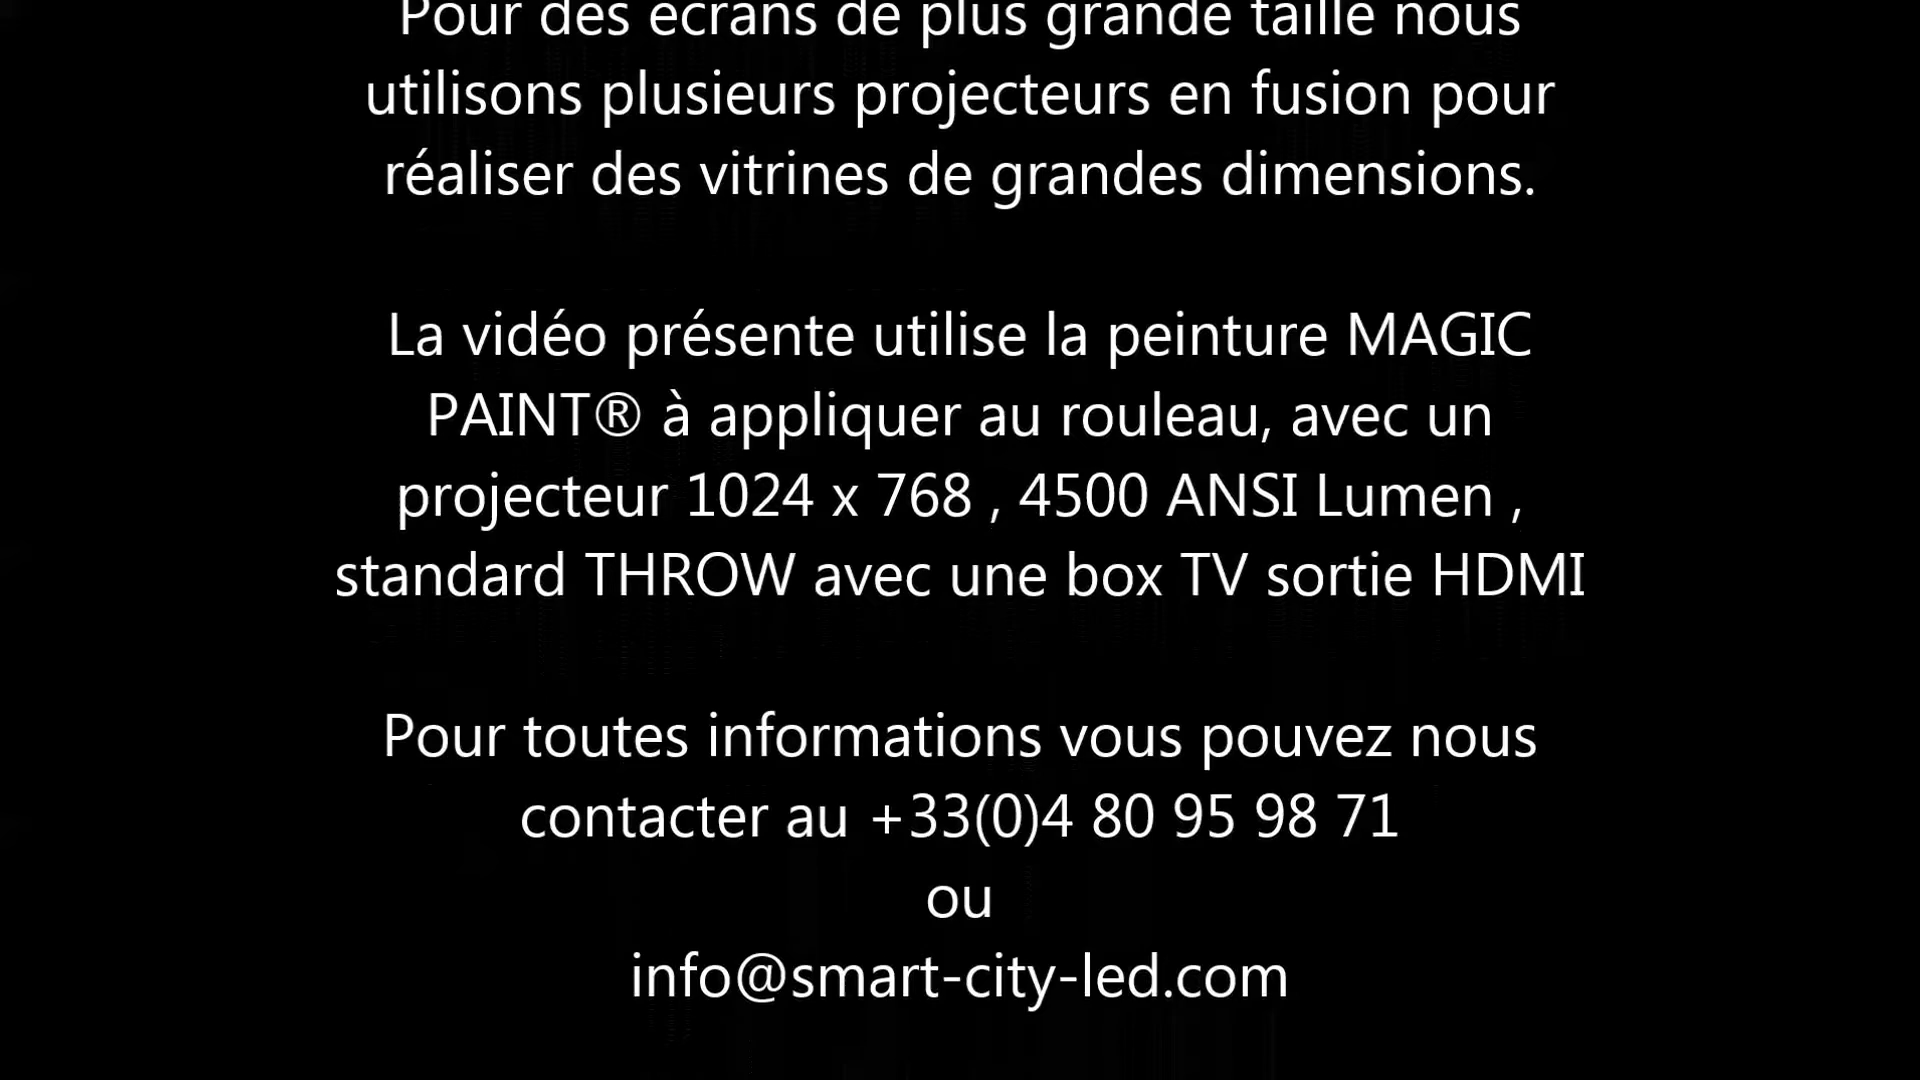 Pour des écrans de plus grande taille nous
utilisons plusieurs projecteurs en fusion pour
réaliser des vitrines de grandes dimensions.
La vidéo présente utilise la peinture MAGIC
PAINT® à appliquer au rouleau, avec un
projecteur 1024 x 768 , 4500 ANSI Lumen ,
standard THROW avec une box TV sortie HDMI
Pour toutes informations vous pouvez nous
contacter au +33(0)4 80 95 98 71
ou
info@smart-city-led.com